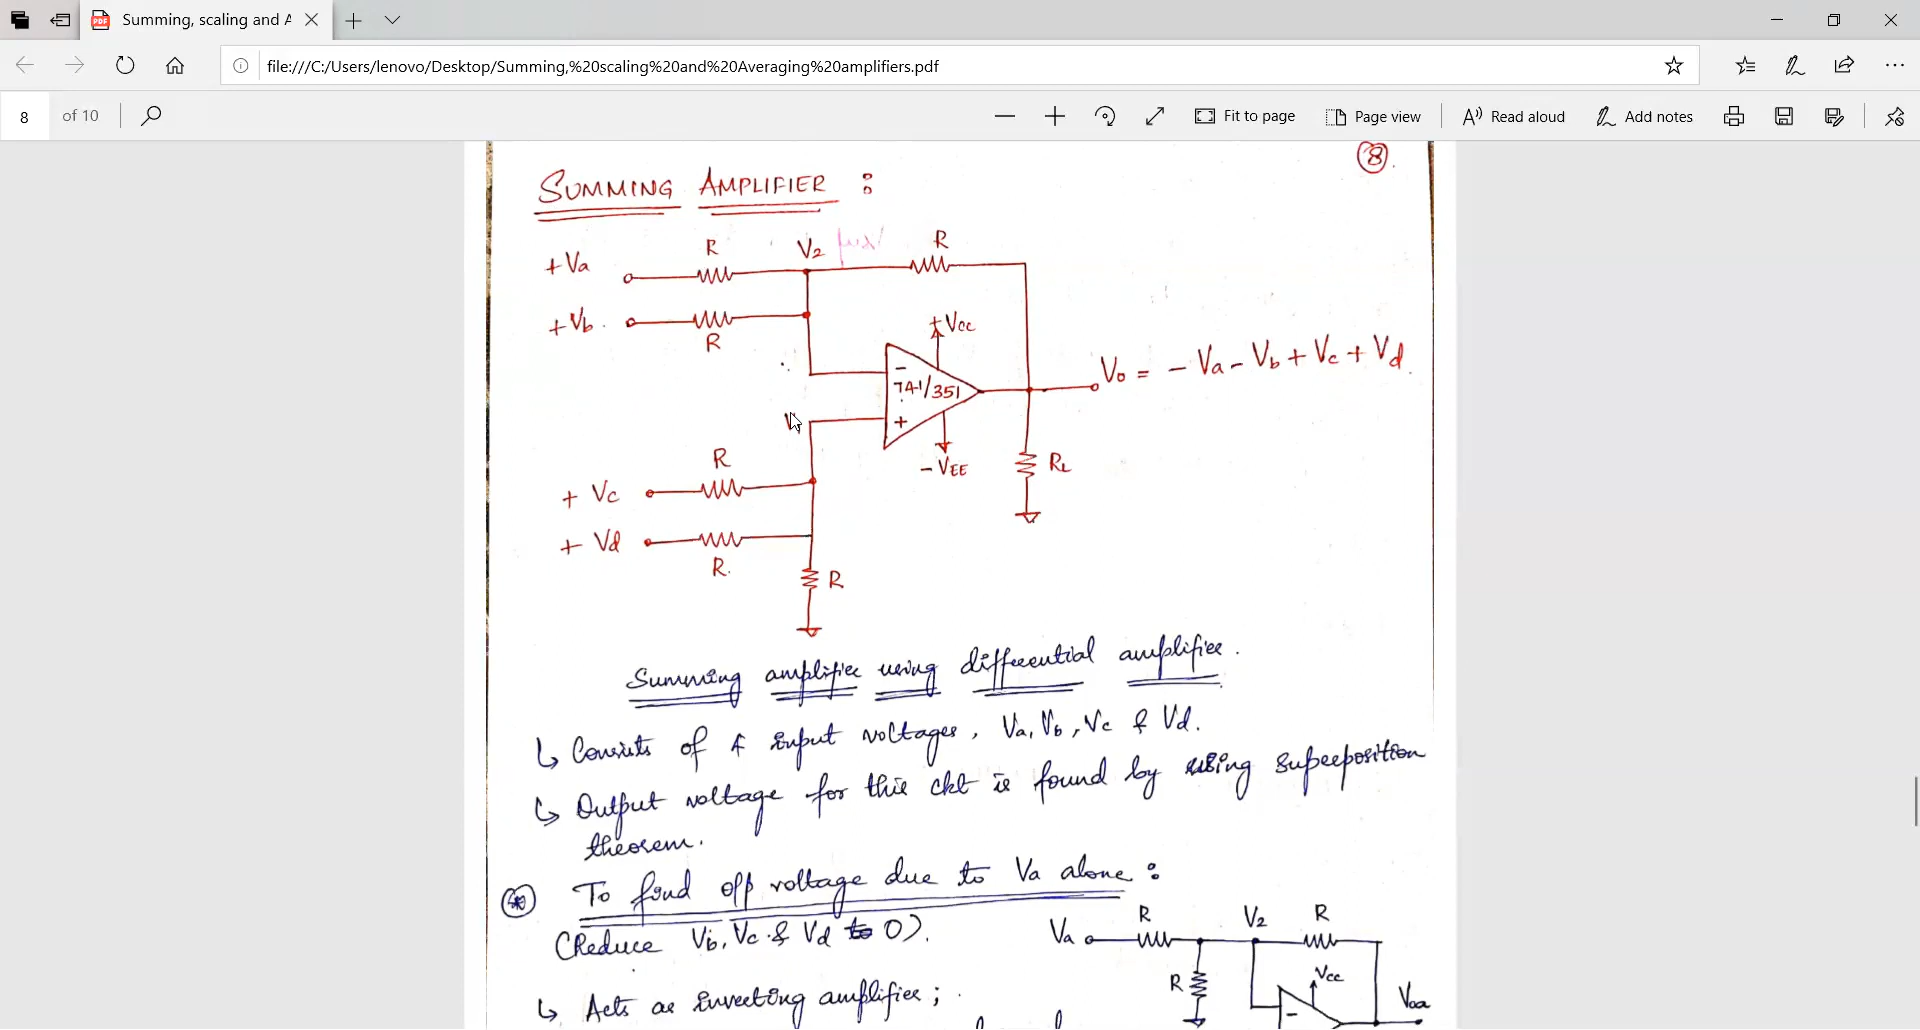 Summing, scaling and A
file:///C:/Users/lenovo/Desktop/Summing,%20scaling%20and%20Averaging%20amplifiers.pdf
8 of 10
Fit to page
Page view
Read aloud
Add notes
8
SUMMING AMPLIFIER :
+Va R V2 R
+Vb R
+Vcc
- 741/351 +
Vo = -Va - Vb + Vc + Vd
-VEE
RL
+ Vc R
+ Vd R
R
Summing amplifier using differential amplifier.
↳ Consists of 4 input voltages, Va, Vb, Vc & Vd.
↳ Output voltage for this ckt is found by using superposition
theorem.
To find o/p voltage due to Va alone :
(Reduce Vb, Vc & Vd to 0).
Va R V2 R
R Vcc
-
Voa
↳ Acts as inverting amplifier ;